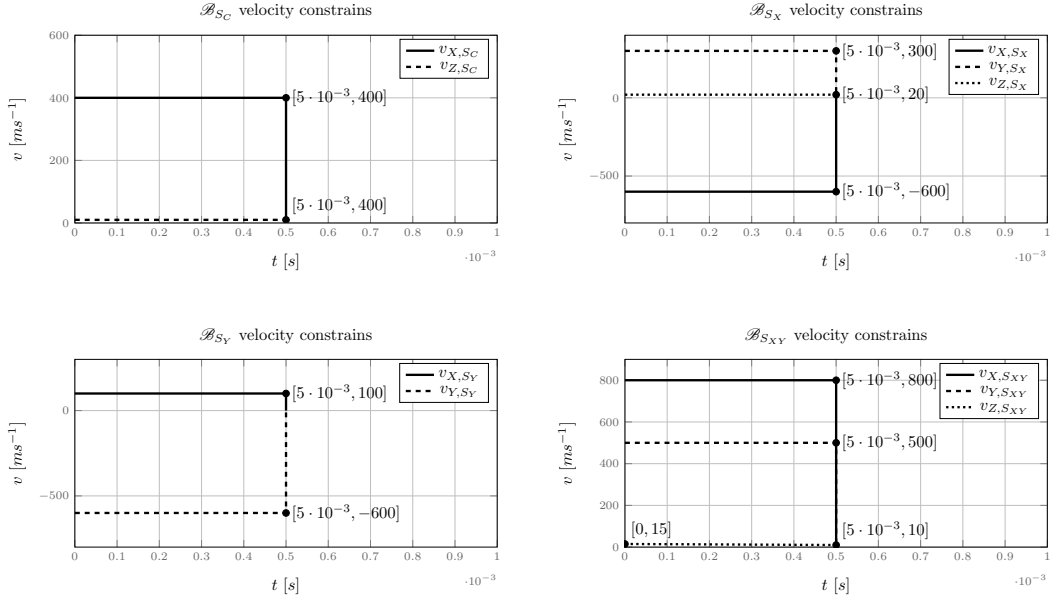 ℬ_{S_C} velocity constrains
600
400
200
0
v [ms^{−1}]
v_{X,S_C}
v_{Z,S_C}
[5 · 10^{−3}, 400]
[5 · 10^{−3}, 400]
0 0.1 0.2 0.3 0.4 0.5 0.6 0.7 0.8 0.9 1
t [s]
·10^{−3}
ℬ_{S_X} velocity constrains
0
−500
v [ms^{−1}]
v_{X,S_X}
v_{Y,S_X}
v_{Z,S_X}
[5 · 10^{−3}, 300]
[5 · 10^{−3}, 20]
[5 · 10^{−3}, −600]
0 0.1 0.2 0.3 0.4 0.5 0.6 0.7 0.8 0.9 1
t [s]
·10^{−3}
ℬ_{S_Y} velocity constrains
0
−500
v [ms^{−1}]
v_{X,S_Y}
v_{Y,S_Y}
[5 · 10^{−3}, 100]
[5 · 10^{−3}, −600]
0 0.1 0.2 0.3 0.4 0.5 0.6 0.7 0.8 0.9 1
t [s]
·10^{−3}
ℬ_{S_{XY}} velocity constrains
800
600
400
200
0
v [ms^{−1}]
v_{X,S_{XY}}
v_{Y,S_{XY}}
v_{Z,S_{XY}}
[5 · 10^{−3}, 800]
[5 · 10^{−3}, 500]
[0, 15]
[5 · 10^{−3}, 10]
0 0.1 0.2 0.3 0.4 0.5 0.6 0.7 0.8 0.9 1
t [s]
·10^{−3}